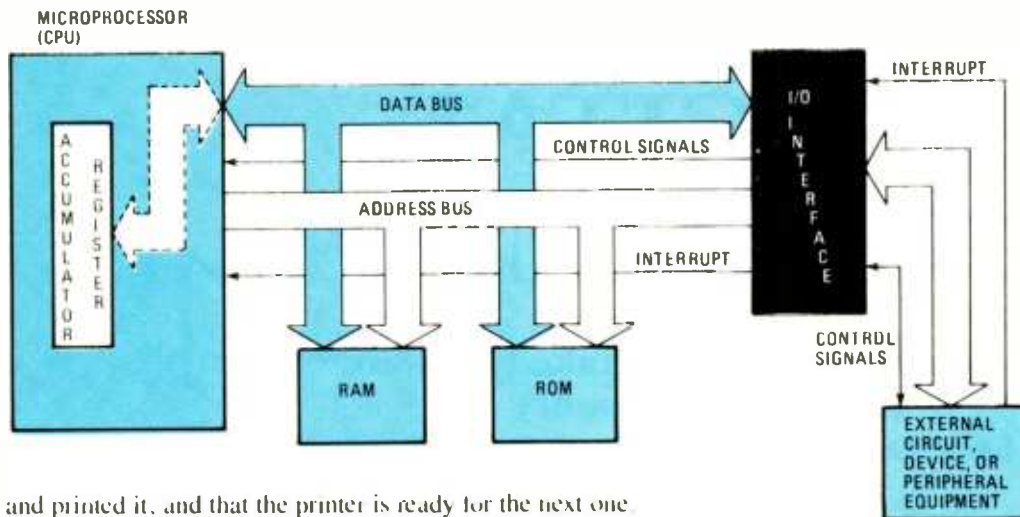 MICROPROCESSOR
(CPU)
ACCUMULATOR
REGISTER
DATA BUS
CONTROL SIGNALS
ADDRESS BUS
INTERRUPT
I/O INTERFACE
INTERRUPT
CONTROL
SIGNALS
RAM
ROM
EXTERNAL
CIRCUIT,
DEVICE, OR
PERIPHERAL
EQUIPMENT
and printed it, and that the printer is ready for the next one.